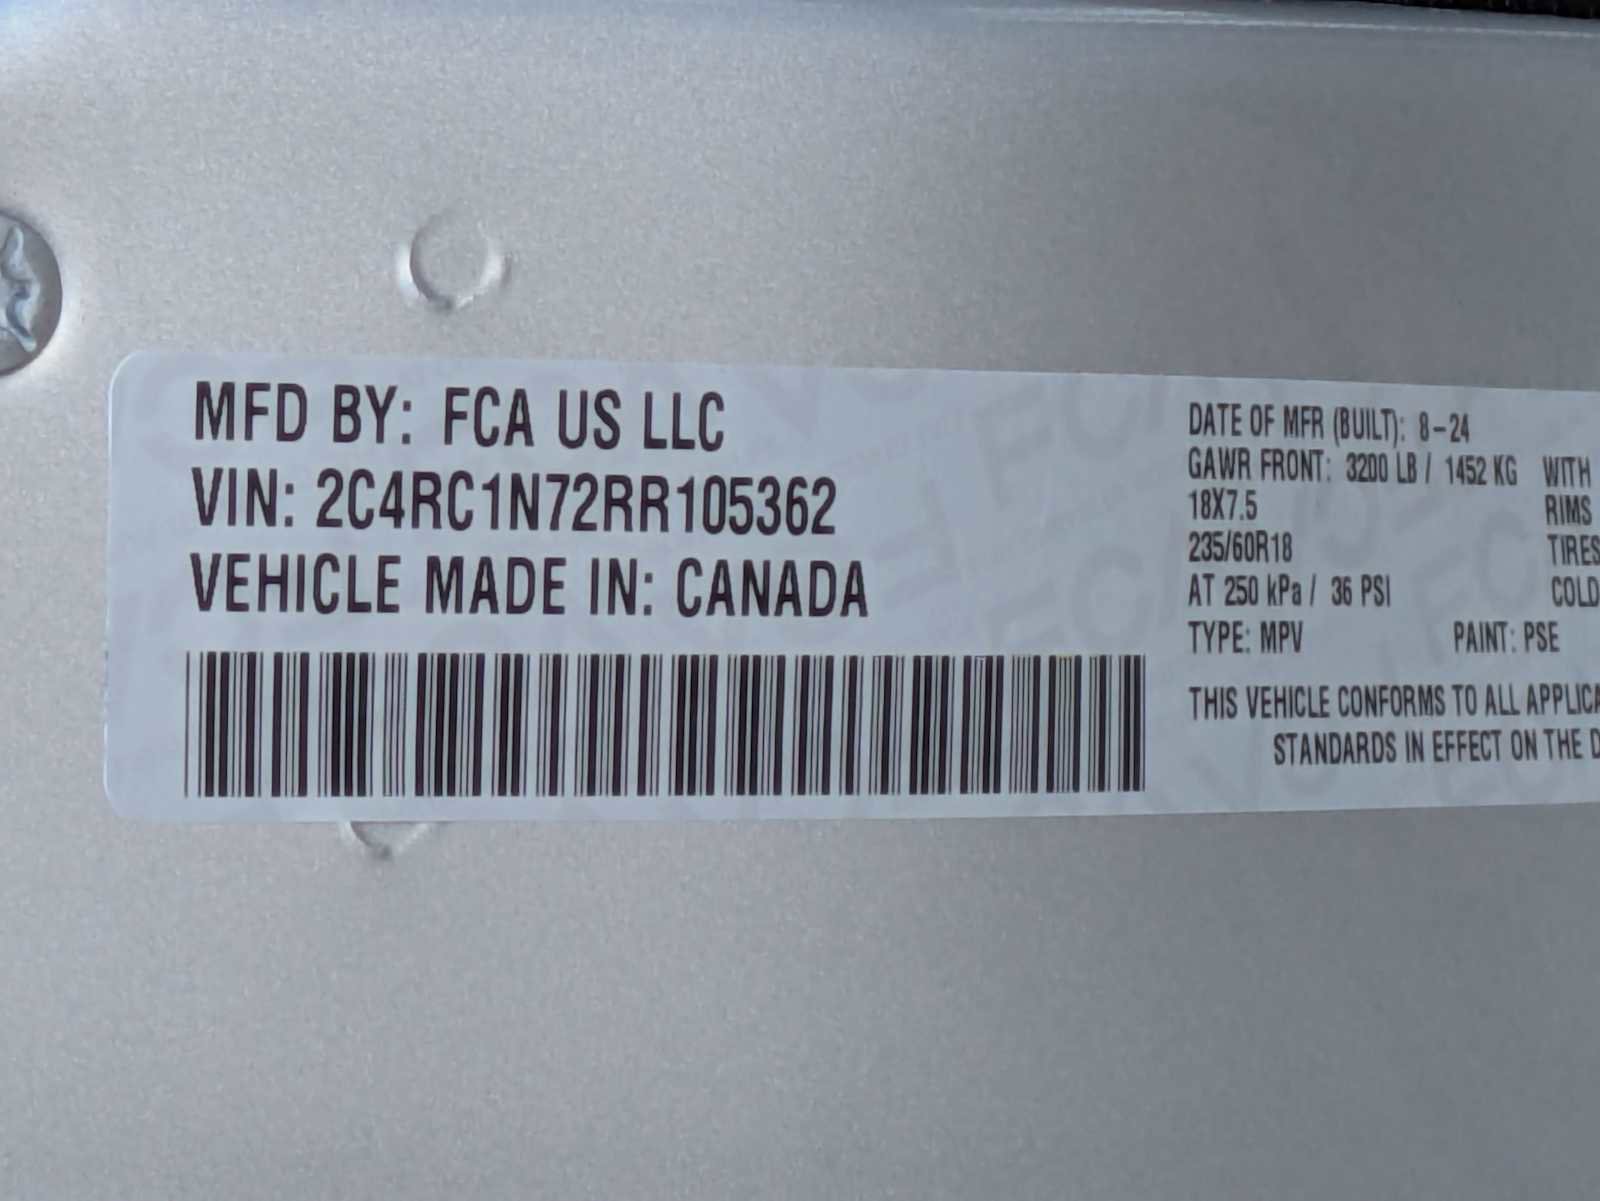 MFD BY: FCA US LLC
VIN: 2C4RC1N72RR105362
VEHICLE MADE IN: CANADA
DATE OF MFR (BUILT): 8-24
GAWR FRONT: 3200 LB / 1452 KG WITH
18X7.5 RIMS
235/60R18 TIRES
AT 250 kPa / 36 PSI COLD
TYPE: MPV PAINT: PSE
THIS VEHICLE CONFORMS TO ALL
STANDARDS IN EFFECT ON THE